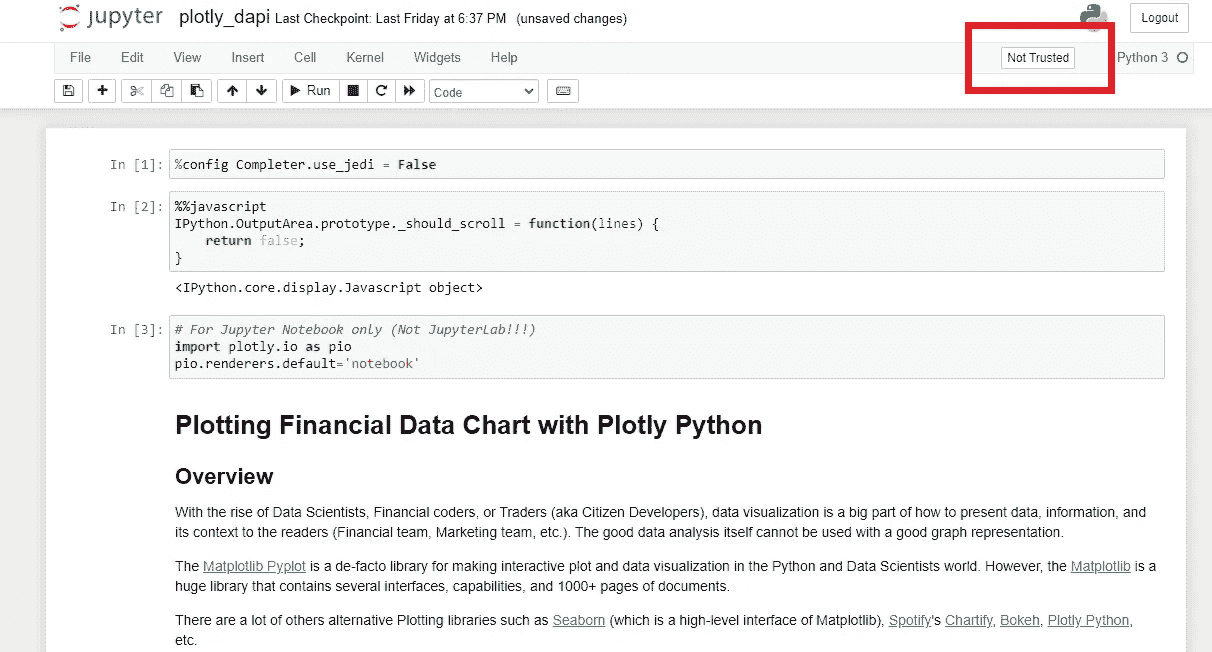 jupyter plotly_dapi Last Checkpoint: Last Friday at 6:37 PM (unsaved changes) Logout
File Edit View Insert Cell Kernel Widgets Help Not Trusted Python 3
Run Code
In [1]: %config Completer.use_jedi = False
In [2]: %%javascript
IPython.OutputArea.prototype._should_scroll = function(lines) {
    return false;
}
<IPython.core.display.Javascript object>
In [3]: # For Jupyter Notebook only (Not JupyterLab!!!)
import plotly.io as pio
pio.renderers.default='notebook'
Plotting Financial Data Chart with Plotly Python
Overview
With the rise of Data Scientists, Financial coders, or Traders (aka Citizen Developers), data visualization is a big part of how to present data, information, and
its context to the readers (Financial team, Marketing team, etc.). The good data analysis itself cannot be used with a good graph representation.
The Matplotlib Pyplot is a de-facto library for making interactive plot and data visualization in the Python and Data Scientists world. However, the Matplotlib is a
huge library that contains several interfaces, capabilities, and 1000+ pages of documents.
There are a lot of others alternative Plotting libraries such as Seaborn (which is a high-level interface of Matplotlib), Spotify's Chartify, Bokeh, Plotly Python,
etc.